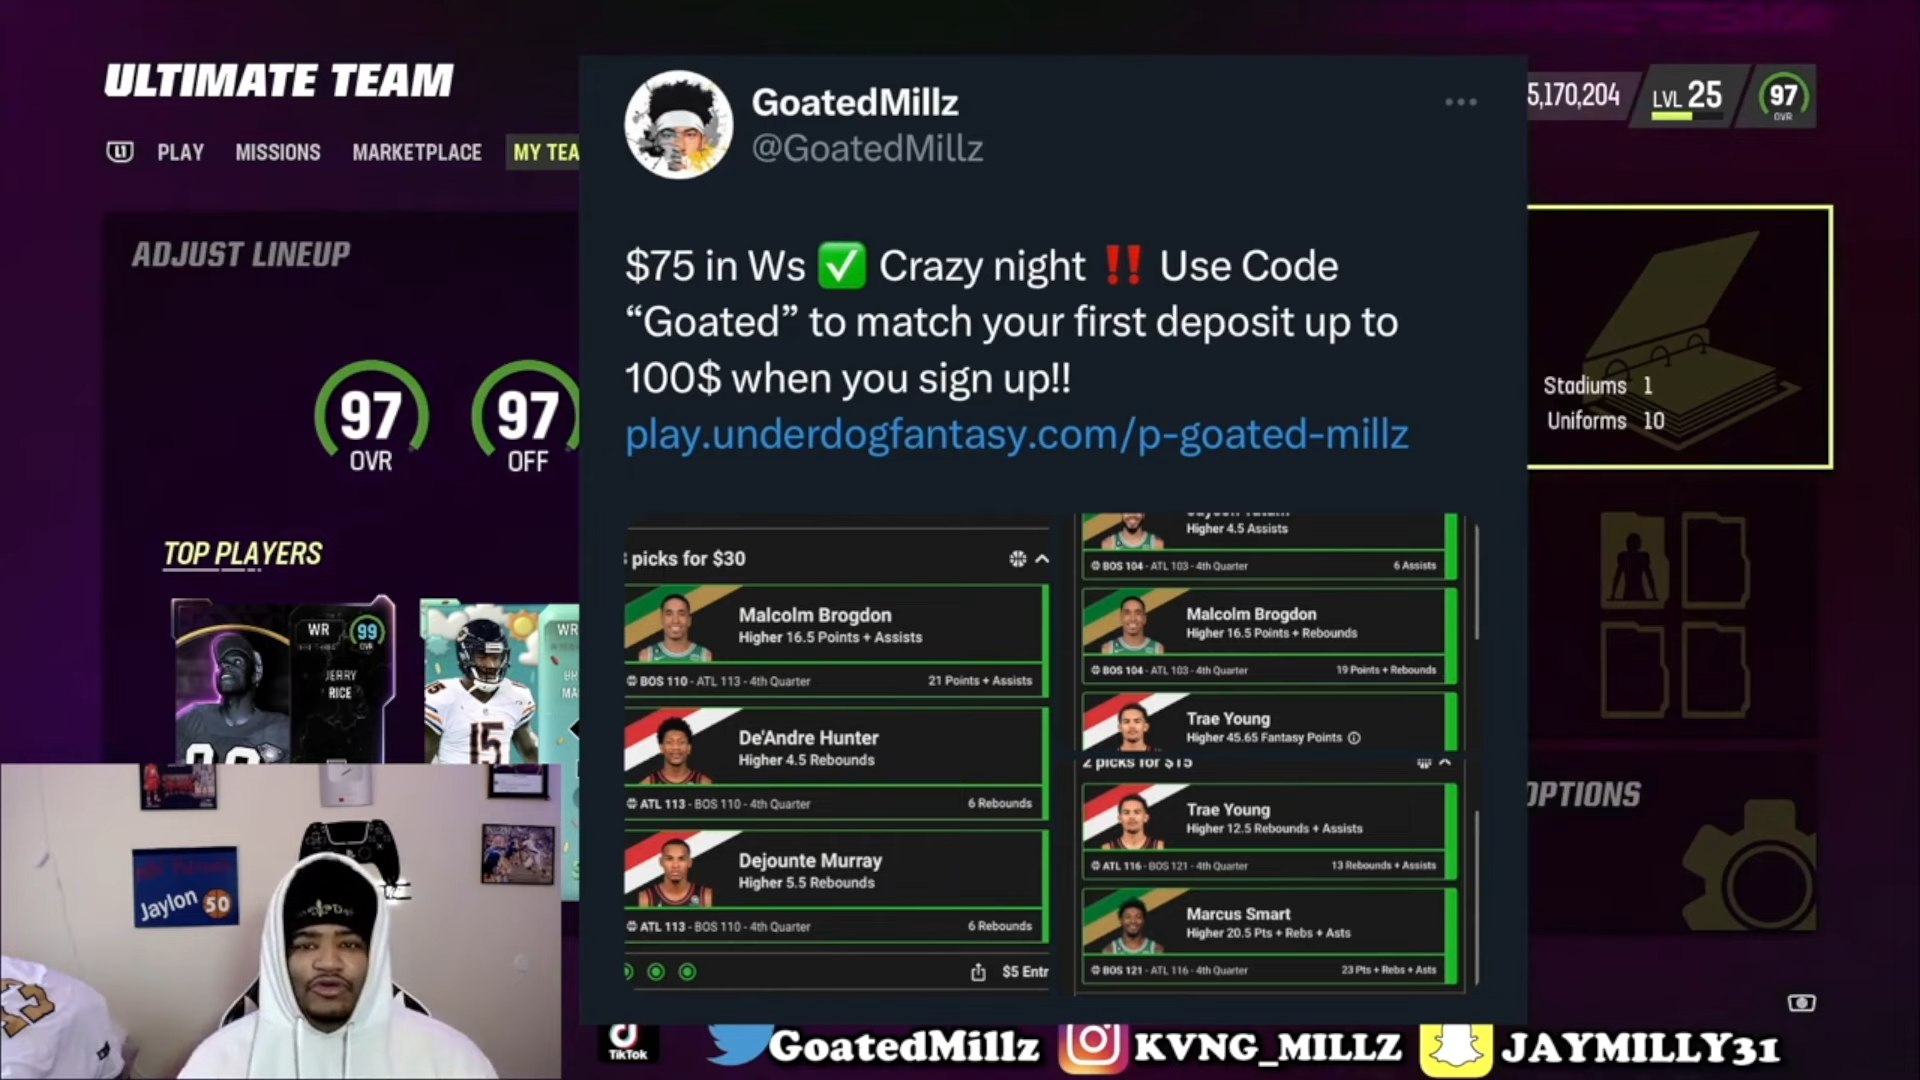 ULTIMATE TEAM
5,170,204
LVL 25
97
OVR
L1 PLAY MISSIONS MARKETPLACE MY TEA
ADJUST LINEUP
97
OVR
97
OFF
TOP PLAYERS
WR 99
OVR
JERRY
RICE
WR
15
GoatedMillz
@GoatedMillz
$75 in Ws ✅ Crazy night ‼️ Use Code
“Goated” to match your first deposit up to
100$ when you sign up!!
play.underdogfantasy.com/p-goated-millz
picks for $30
Malcolm Brogdon
Higher 16.5 Points + Assists
BOS 110 - ATL 113 - 4th Quarter 21 Points + Assists
De'Andre Hunter
Higher 4.5 Rebounds
ATL 113 - BOS 110 - 4th Quarter 6 Rebounds
Dejounte Murray
Higher 5.5 Rebounds
ATL 113 - BOS 110 - 4th Quarter 6 Rebounds
$5 Entr
Higher 4.5 Assists
BOS 104 - ATL 103 - 4th Quarter 6 Assists
Malcolm Brogdon
Higher 16.5 Points + Rebounds
BOS 104 - ATL 103 - 4th Quarter 19 Points + Rebounds
Trae Young
Higher 45.65 Fantasy Points
2 picks for $15
Trae Young
Higher 12.5 Rebounds + Assists
ATL 116 - BOS 121 - 4th Quarter 13 Rebounds + Assists
Marcus Smart
Higher 20.5 Pts + Rebs + Asts
BOS 121 - ATL 116 - 4th Quarter 23 Pts + Rebs + Asts
Stadiums 1
Uniforms 10
OPTIONS
Jaylon 50
TikTok
GoatedMillz
KVNG_MILLZ
JAYMILLY31